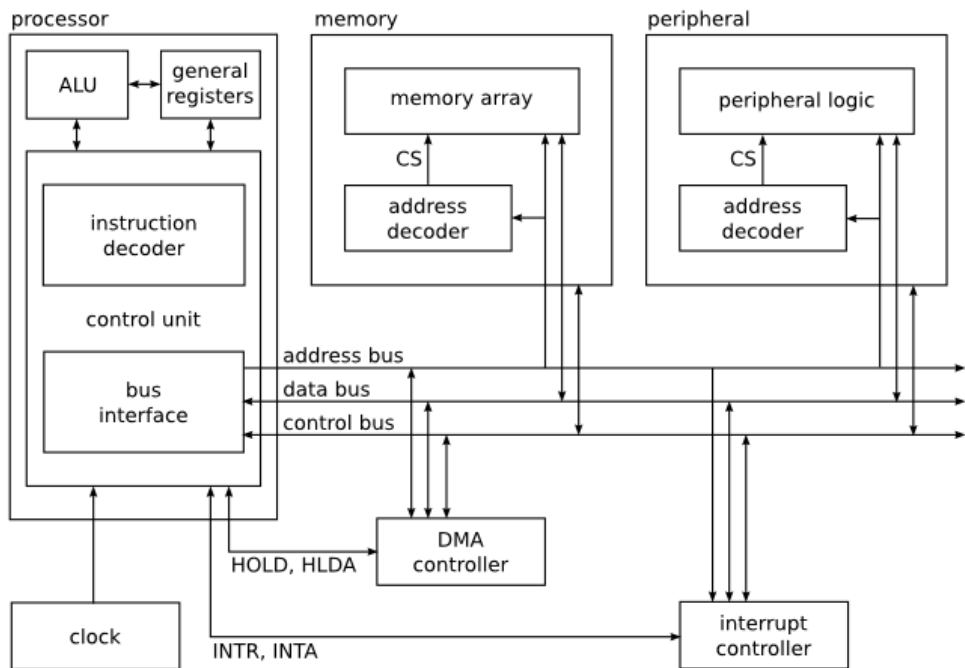 processor
memory
peripheral
ALU
general
registers
memory array
peripheral logic
CS
CS
instruction
decoder
address
decoder
address
decoder
control unit
address bus
bus
interface
data bus
control bus
DMA
controller
HOLD, HLDA
clock
interrupt
controller
INTR, INTA